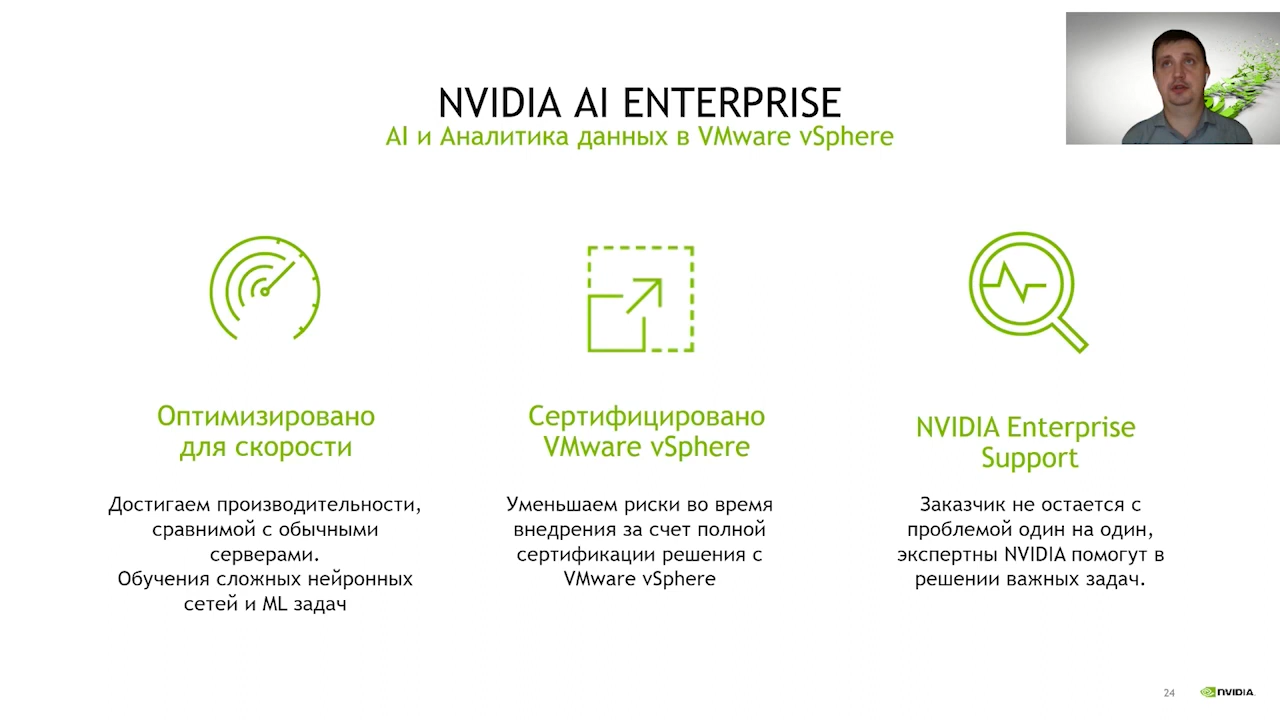 NVIDIA AI ENTERPRISE
AI и Аналитика данных в VMware vSphere
Оптимизировано
для скорости
Достигаем производительности,
сравнимой с обычными
серверами.
Обучения сложных нейронных
сетей и ML задач
Сертифицировано
VMware vSphere
Уменьшаем риски во время
внедрения за счет полной
сертификации решения с
VMware vSphere
NVIDIA Enterprise
Support
Заказчик не остается с
проблемой один на один,
экспертны NVIDIA помогут в
решении важных задач.
24
NVIDIA.